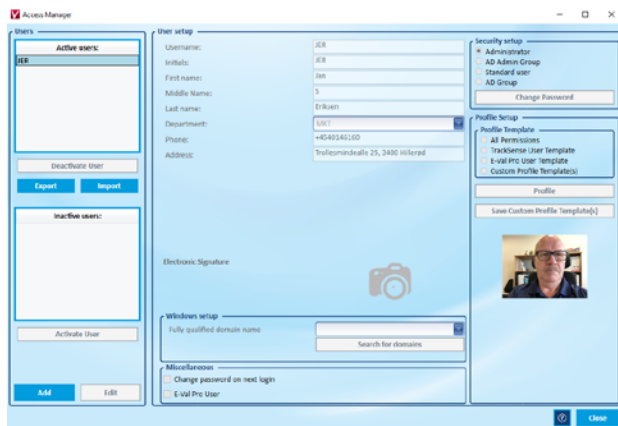 Access Manager
Users
Active users:
JER
Deactivate User
Export
Import
Inactive users:
Activate User
Add
Edit
User setup
Username:
JER
Initials:
JER
First name:
Jan
Middle Name:
S
Last name:
Eriksen
Department:
Phone:
+4540146160
Address:
Trollesmindealle 25, 3400 Hillerød
Electronic Signature
Windows setup
Fully qualified domain name
Search for domains
Miscellaneous
Change password on next login
E-Val Pro User
Security setup
Administrator
AD Admin Group
Standard user
AD Group
Change Password
Profile Setup
Profile Template
All Permissions
TrackSense User Template
E-Val Pro User Template
Custom Profile Template(s)
Profile
Save Custom Profile Template(s)
Close